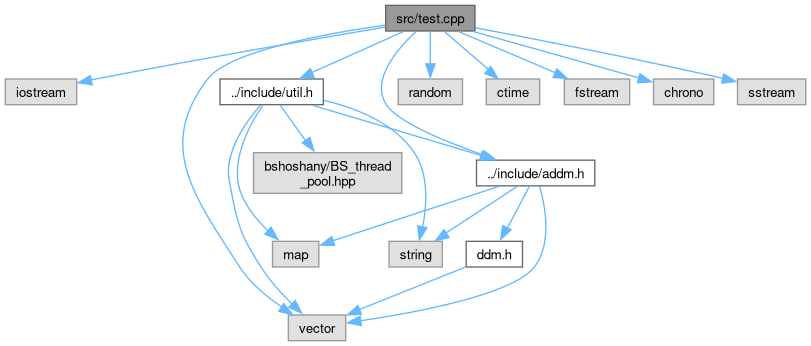 src/test.cpp
iostream
../include/util.h
random
ctime
fstream
chrono
sstream
bshoshany/BS_thread
_pool.hpp
../include/addm.h
map
string
ddm.h
vector